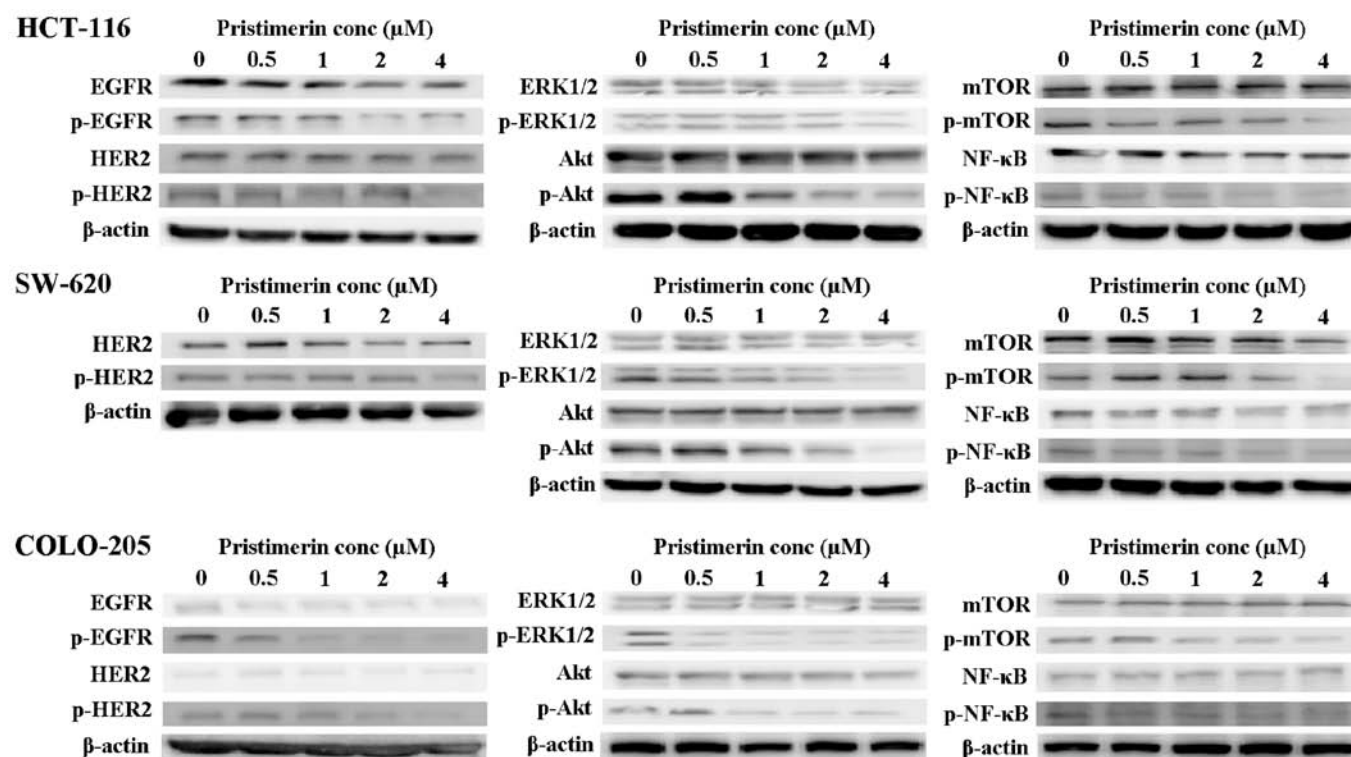 HCT-116
Pristimerin conc (µM) Pristimerin conc (µM) Pristimerin conc (µM)
0 0.5 1 2 4 0 0.5 1 2 4 0 0.5 1 2 4
EGFR ERK1/2 mTOR
p-EGFR p-ERK1/2 p-mTOR
HER2 Akt NF-κB
p-HER2 p-Akt p-NF-κB
β-actin β-actin β-actin
SW-620
Pristimerin conc (µM) Pristimerin conc (µM) Pristimerin conc (µM)
0 0.5 1 2 4 0 0.5 1 2 4 0 0.5 1 2 4
HER2 ERK1/2 mTOR
p-HER2 p-ERK1/2 p-mTOR
β-actin Akt NF-κB
p-Akt p-NF-κB
β-actin β-actin
COLO-205
Pristimerin conc (µM) Pristimerin conc (µM) Pristimerin conc (µM)
0 0.5 1 2 4 0 0.5 1 2 4 0 0.5 1 2 4
EGFR ERK1/2 mTOR
p-EGFR p-ERK1/2 p-mTOR
HER2 Akt NF-κB
p-HER2 p-Akt p-NF-κB
β-actin β-actin β-actin